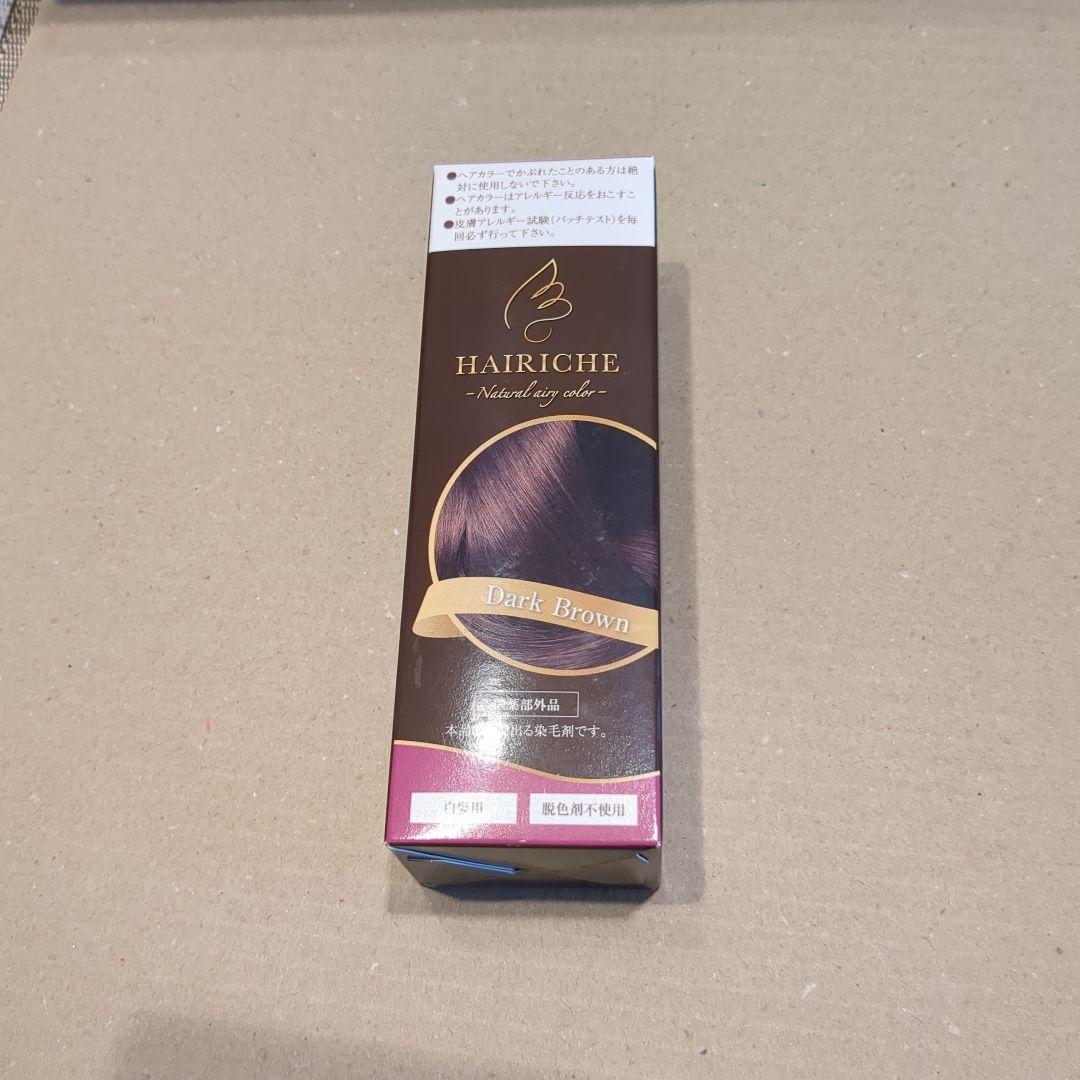 ●ヘアカラーでかぶれたことのある方は絶
対に使用しないで下さい。
●ヘアカラーはアレルギー反応をおこすこ
とがあります。
●皮膚アレルギー試験(パッチテスト)を毎
回必ず行って下さい。
HAIRICHE
- Natural airy color -
Dark Brown
薬部外品
本品 出る染毛剤です。
白髪用
脱色剤不使用